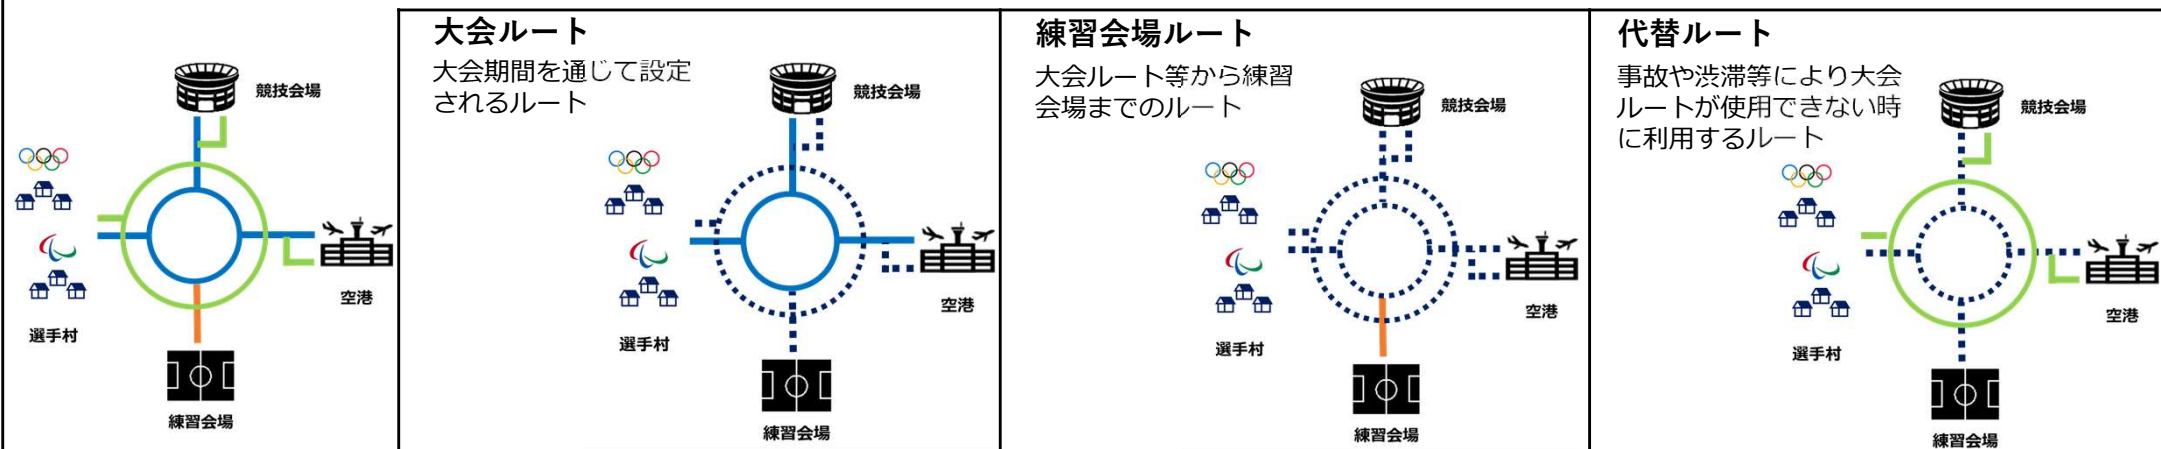 競技会場
空港
選手村
練習会場
大会ルート
大会期間を通じて設定
されるルート
競技会場
空港
選手村
練習会場
練習会場ルート
大会ルート等から練習
会場までのルート
競技会場
空港
選手村
練習会場
代替ルート
事故や渋滞等により大会
ルートが使用できない時
に利用するルート
競技会場
空港
選手村
練習会場